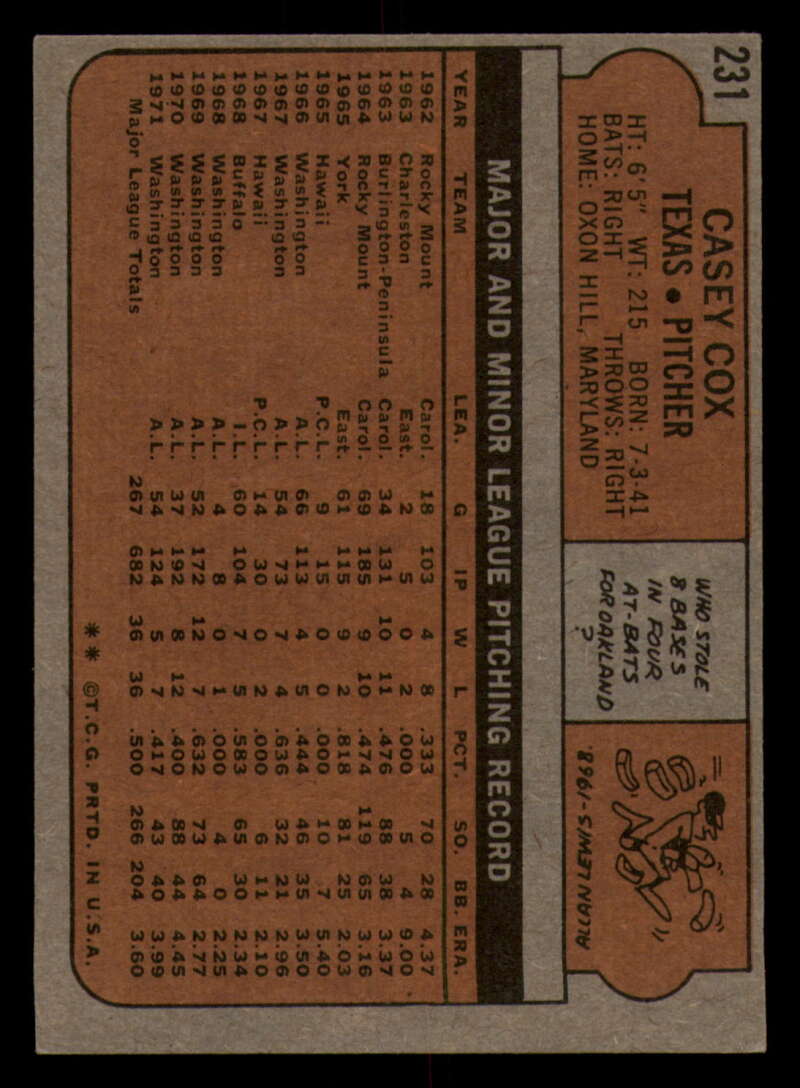 231
CASEY COX
TEXAS • PITCHER
HT: 6'5" WT: 215 BORN: 7-3-41
BATS: RIGHT THROWS: RIGHT
HOME: OXON HILL, MARYLAND
WHO STOLE
8 BASES
IN FOUR
AT-BATS
FOR OAKLAND
?
ALLAN LEWIS-1968
MAJOR AND MINOR LEAGUE PITCHING RECORD
YEAR TEAM LEA. G IP W L PCT. SO. BB. ERA.
1962 Rocky Mount Carol. 18 103 4 8 .333 70 28 4.37
1963 Charleston East. 2 5 0 2 .000 5 4 9.00
1963 Burlington-Peninsula Carol. 34 131 10 11 .476 88 38 3.37
1964 Rocky Mount Carol. 69 185 9 10 .474 119 65 3.16
1965 York East. 61 115 9 2 .818 81 25 2.03
1965 Hawaii P.C.L. 9 15 0 0 .000 10 7 5.40
1966 Washington A.L. 66 113 4 5 .444 46 35 3.50
1967 Washington A.L. 54 73 7 4 .636 32 21 2.96
1967 Hawaii P.C.L. 14 30 0 2 .000 6 11 2.10
1968 Buffalo I.L. 60 104 7 5 .583 65 30 2.34
1968 Washington A.L. 4 8 0 1 .000 4 0 2.25
1969 Washington A.L. 52 172 12 7 .632 73 64 2.77
1970 Washington A.L. 37 192 8 12 .400 88 44 4.45
1971 Washington A.L. 54 124 5 7 .417 43 40 3.99
Major League Totals 267 682 36 36 .500 266 204 3.60
** ©T.C.G. PRTD. IN U.S.A.